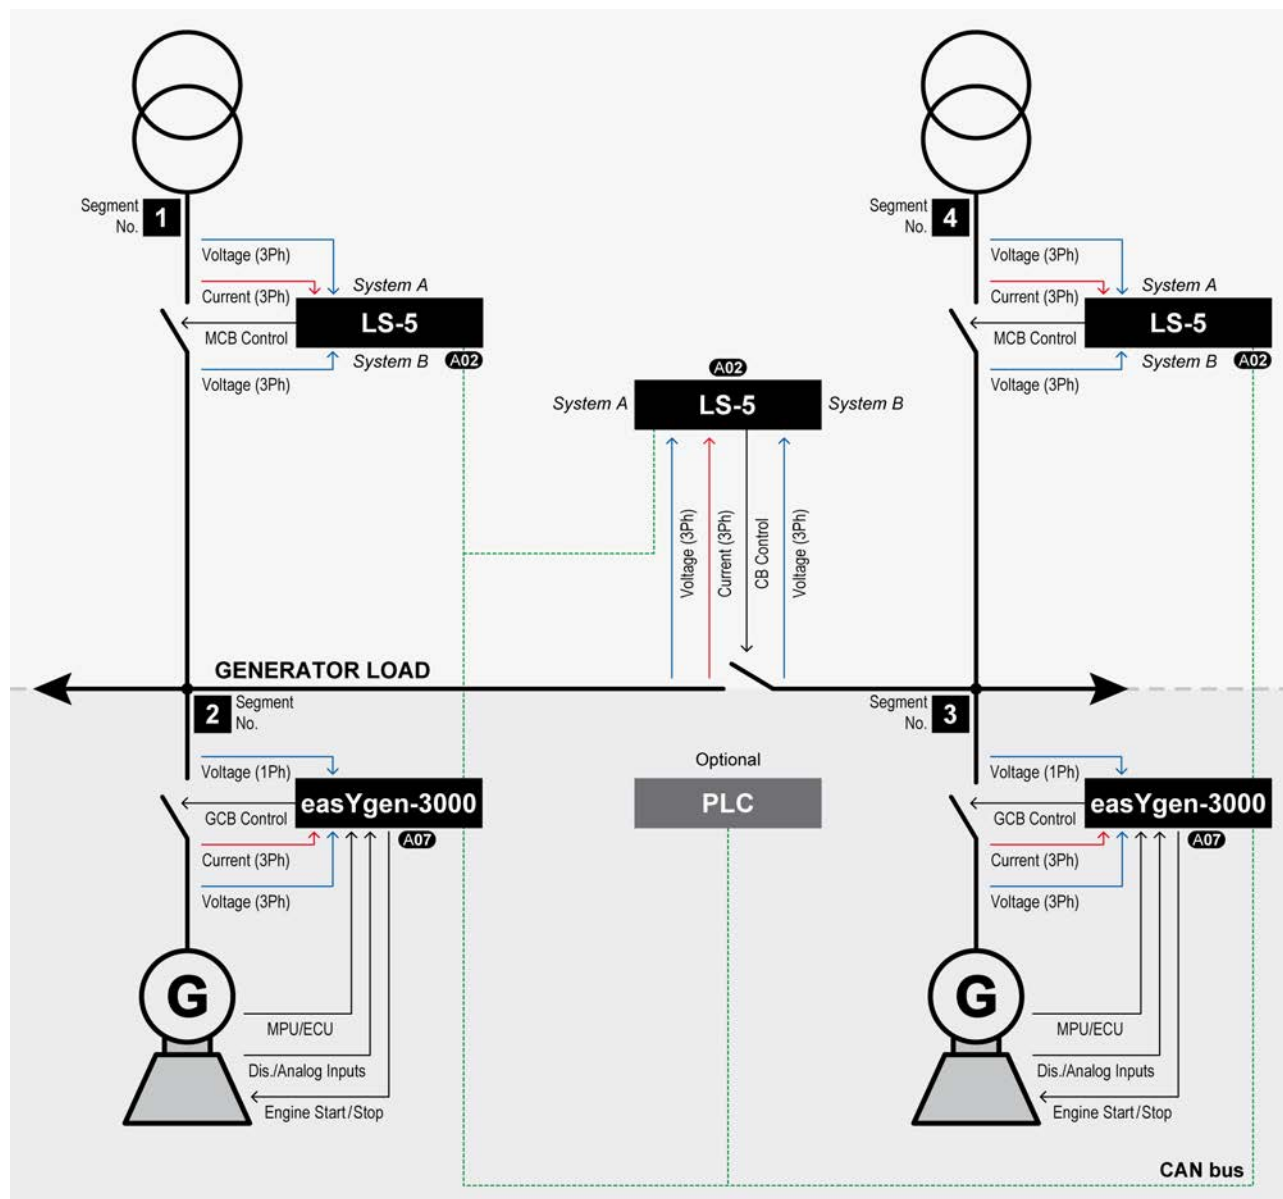 Segment
No.
1
Voltage (3Ph)
Current (3Ph)
System A
LS-5
MCB Control
System B
A02
Voltage (3Ph)
Segment
No.
4
Voltage (3Ph)
Current (3Ph)
System A
LS-5
MCB Control
System B
A02
Voltage (3Ph)
A02
System A
LS-5
System B
Voltage (3Ph)
Current (3Ph)
CB Control
Voltage (3Ph)
GENERATOR LOAD
2
Segment
No.
Voltage (1Ph)
easYgen-3000
GCB Control
A07
Current (3Ph)
Voltage (3Ph)
G
MPU/ECU
Dis./Analog Inputs
Engine Start/Stop
Optional
PLC
Segment
No.
3
Voltage (1Ph)
easYgen-3000
GCB Control
A07
Current (3Ph)
Voltage (3Ph)
G
MPU/ECU
Dis./Analog Inputs
Engine Start/Stop
CAN bus